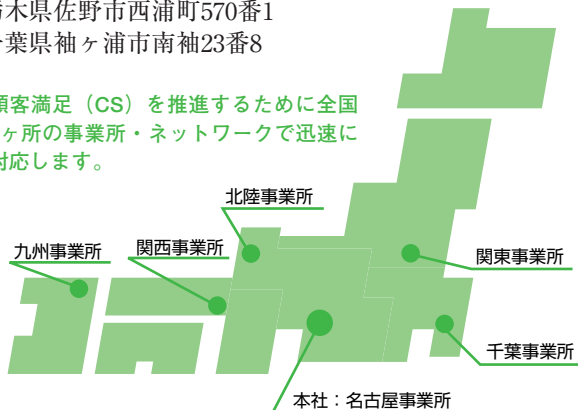 栃木県佐野市西浦町570番1
千葉県袖ヶ浦市南袖23番8
顧客満足（CS）を推進するために全国
ヶ所の事業所・ネットワークで迅速に
対応します。
北陸事業所
九州事業所
関西事業所
関東事業所
千葉事業所
本社：名古屋事業所